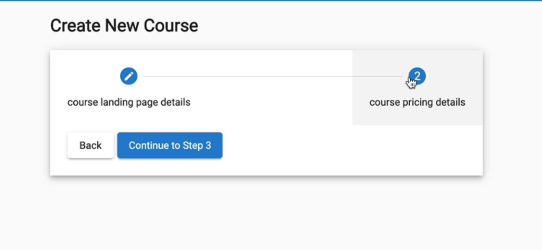 Create New Course
2
course landing page details
course pricing details
Back
Continue to Step 3